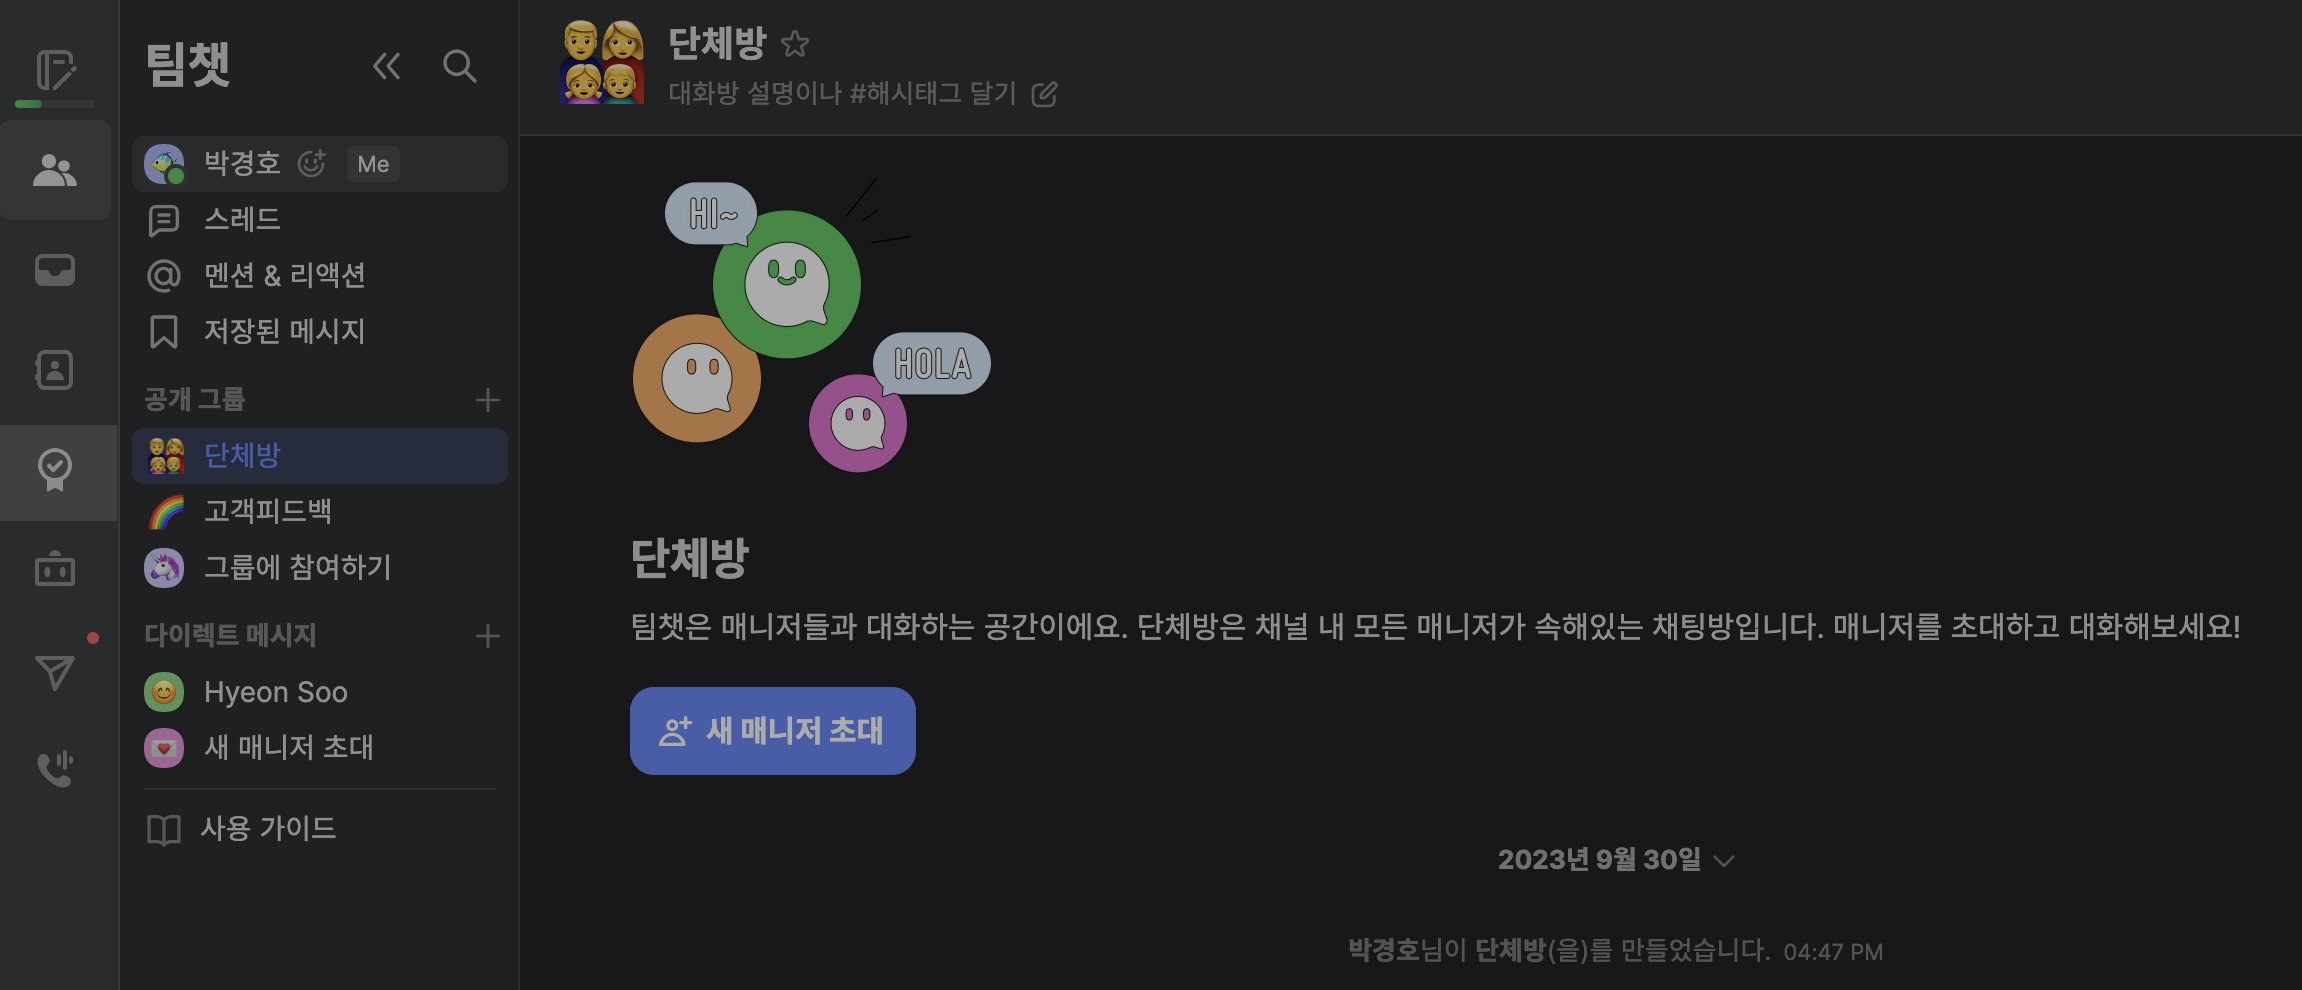 팀챗
박경호 Me
스레드
멘션 & 리액션
저장된 메시지
공개 그룹
단체방
고객피드백
그룹에 참여하기
다이렉트 메시지
Hyeon Soo
새 매니저 초대
사용 가이드
단체방
대화방 설명이나 #해시태그 달기
HI~
HOLA
단체방
팀챗은 매니저들과 대화하는 공간이에요. 단체방은 채널 내 모든 매니저가 속해있는 채팅방입니다. 매니저를 초대하고 대화해보세요!
새 매니저 초대
2023년 9월 30일
박경호님이 단체방(을)를 만들었습니다. 04:47 PM